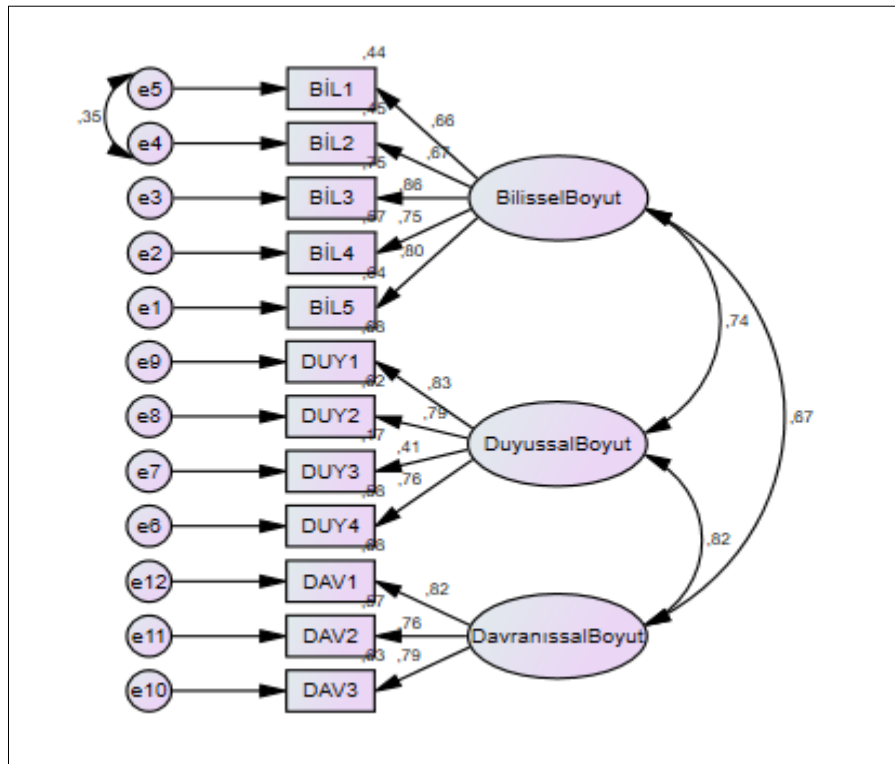 ,44
e5 BİL1
,35 ,45 ,66
e4 BİL2 ,67
,75
e3 BİL3 ,86 BilisselBoyut
,57 ,75
e2 BİL4 ,80
,64
e1 BİL5
,68 ,74
e9 DUY1
,62 ,83
e8 DUY2 ,79
,17 ,67
e7 DUY3 ,41 DuyussalBoyut
,58 ,76
e6 DUY4
,68 ,82
e12 DAV1 ,82
,57
e11 DAV2 ,76 DavranıssalBoyut
,63 ,79
e10 DAV3